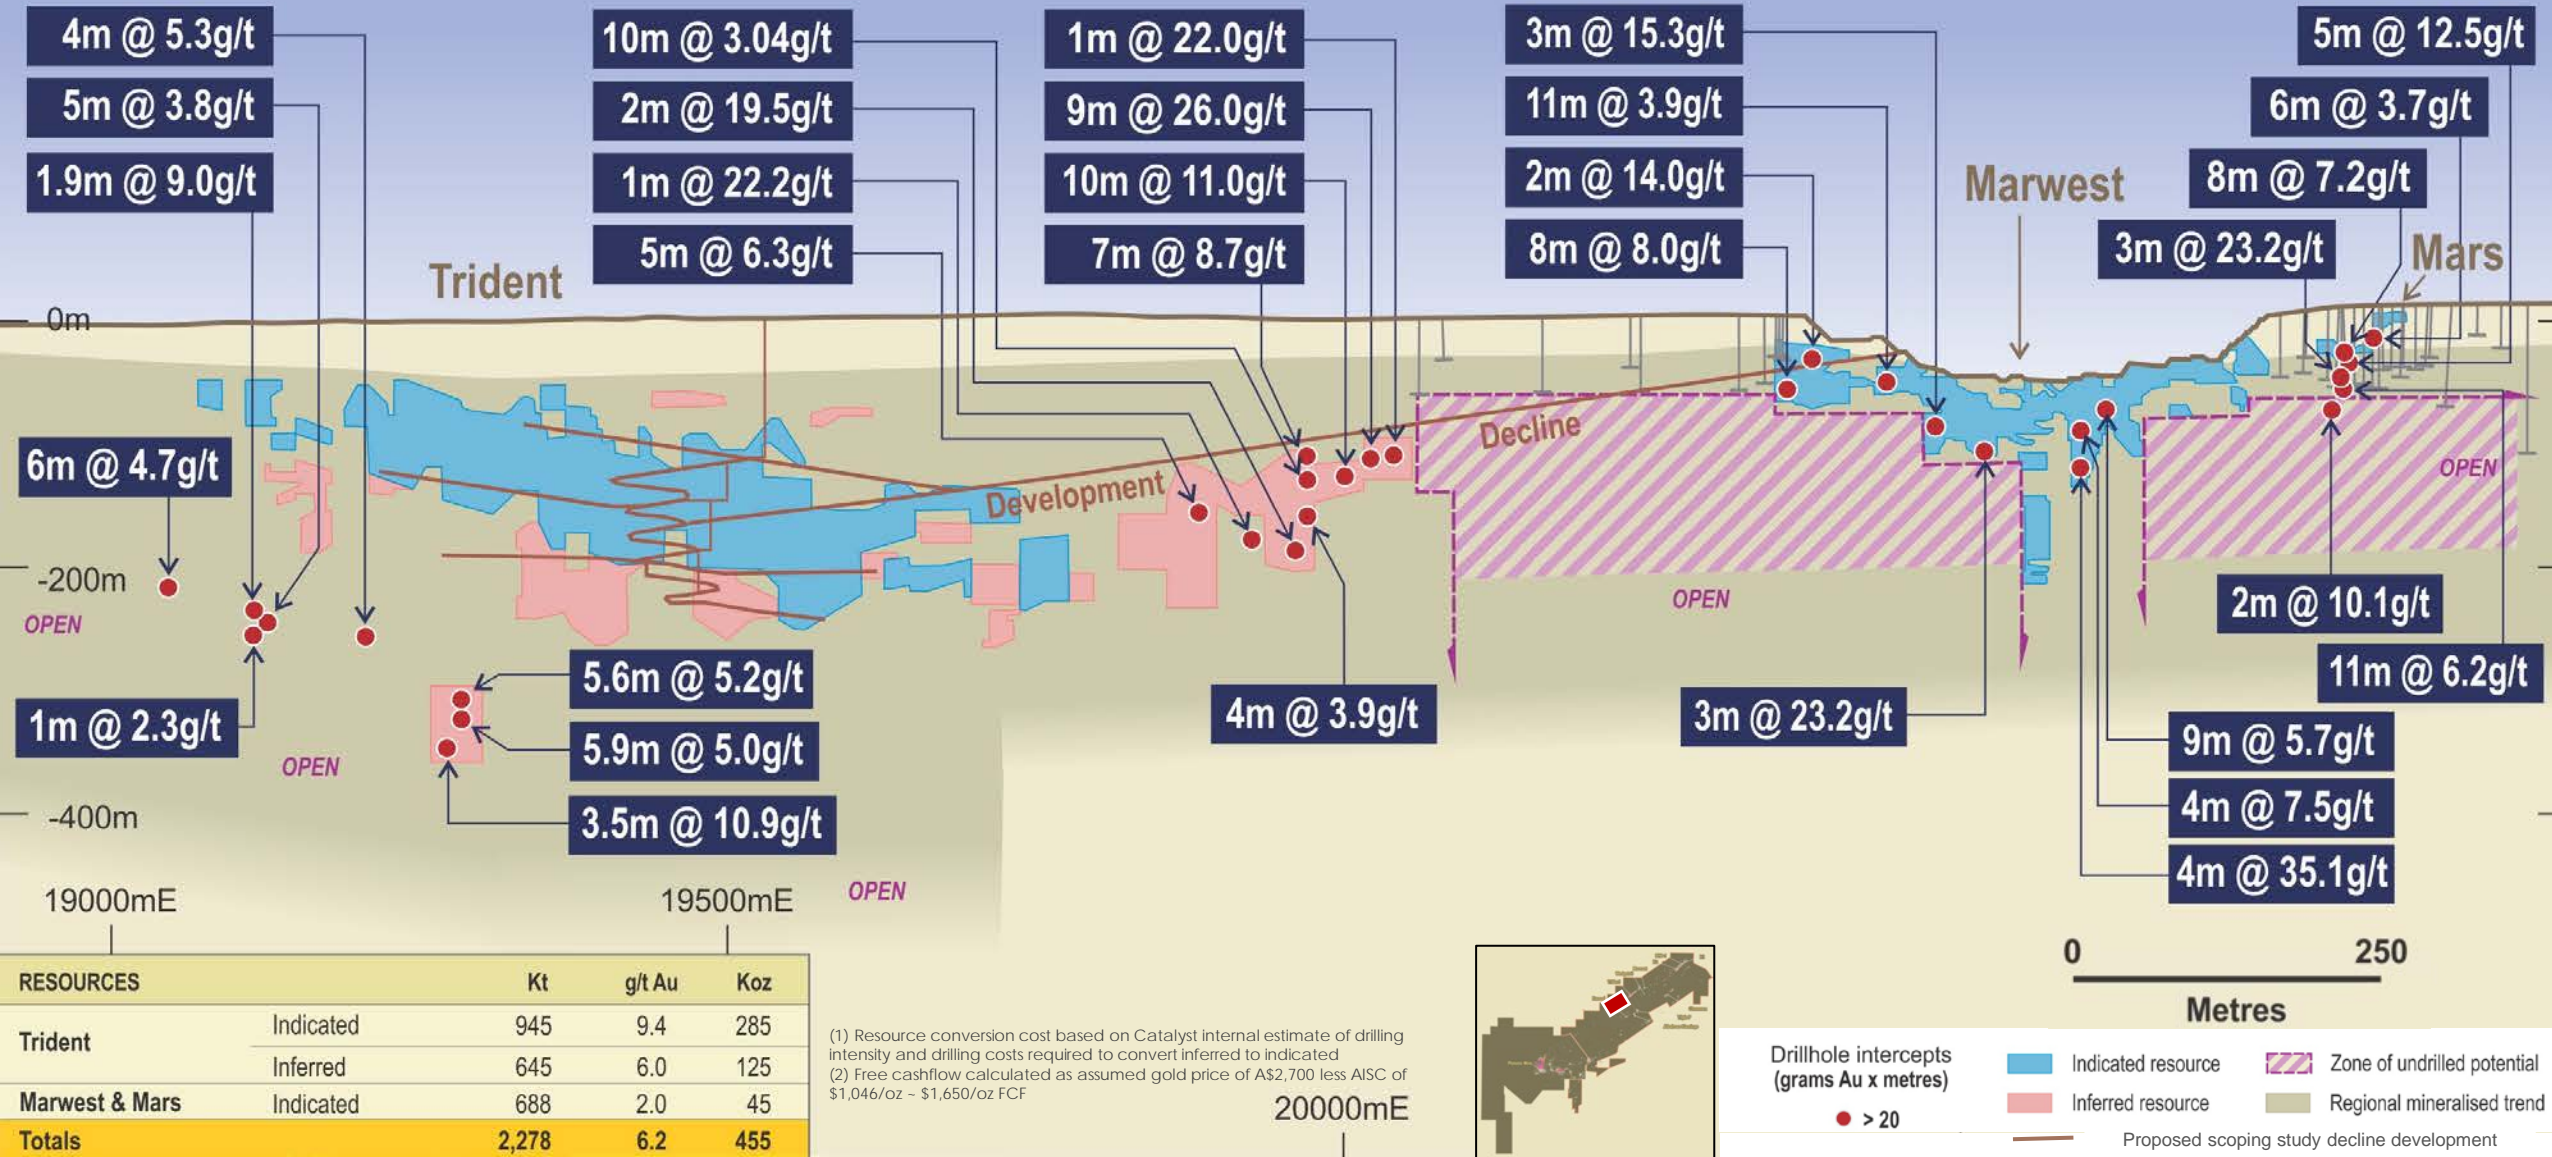 4m @ 5.3g/t
5m @ 3.8g/t
1.9m @ 9.0g/t
10m @ 3.04g/t
2m @ 19.5g/t
1m @ 22.2g/t
5m @ 6.3g/t
1m @ 22.0g/t
9m @ 26.0g/t
10m @ 11.0g/t
7m @ 8.7g/t
3m @ 15.3g/t
11m @ 3.9g/t
2m @ 14.0g/t
8m @ 8.0g/t
5m @ 12.5g/t
6m @ 3.7g/t
8m @ 7.2g/t
3m @ 23.2g/t
Trident
Marwest
Mars
0m
6m @ 4.7g/t
-200m
OPEN
1m @ 2.3g/t
OPEN
-400m
Development
Decline
OPEN
OPEN
5.6m @ 5.2g/t
5.9m @ 5.0g/t
3.5m @ 10.9g/t
4m @ 3.9g/t
3m @ 23.2g/t
2m @ 10.1g/t
11m @ 6.2g/t
9m @ 5.7g/t
4m @ 7.5g/t
4m @ 35.1g/t
19000mE
19500mE
OPEN
RESOURCES Kt g/t Au Koz
Trident Indicated 945 9.4 285
Inferred 645 6.0 125
Marwest & Mars Indicated 688 2.0 45
Totals 2,278 6.2 455
(1) Resource conversion cost based on Catalyst internal estimate of drilling
intensity and drilling costs required to convert inferred to indicated
(2) Free cashflow calculated as assumed gold price of A$2,700 less AISC of
$1,046/oz ~ $1,650/oz FCF
20000mE
0 250
Metres
Drillhole intercepts
(grams Au x metres)
> 20
Indicated resource
Inferred resource
Zone of undrilled potential
Regional mineralised trend
Proposed scoping study decline development